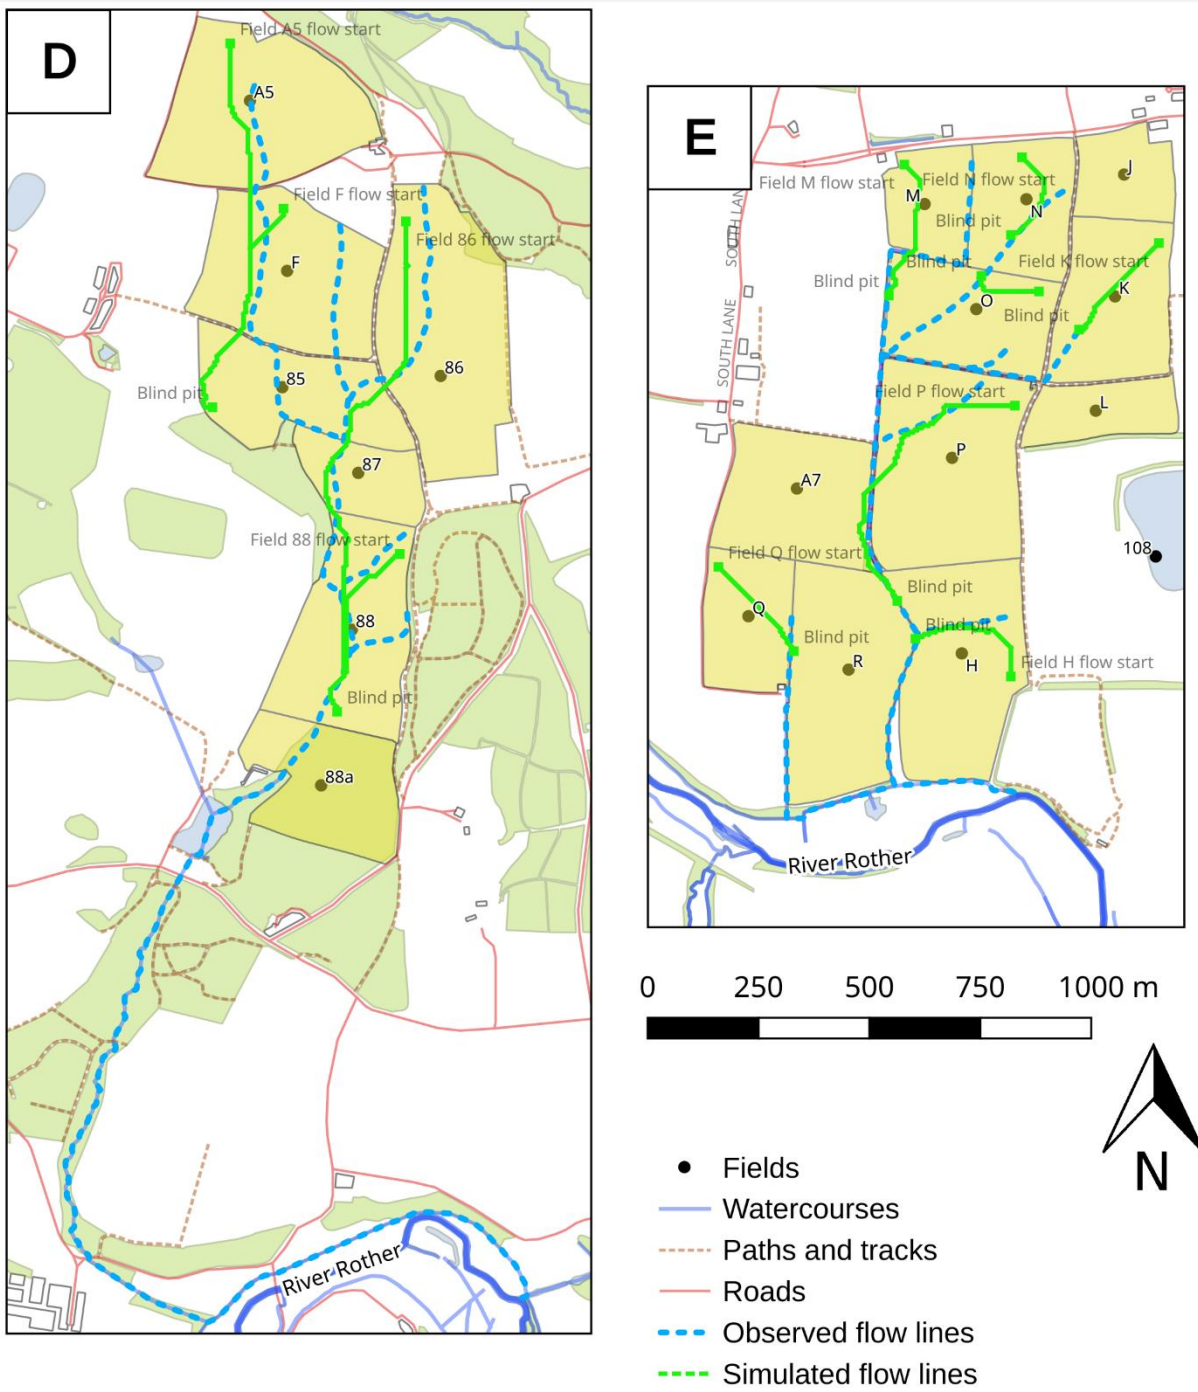 D
Field A5 flow start
A5
Field F flow start
Field 86 flow start
F
86
85
Blind pit
87
Field 88 flow start
88
Blind pit
88a
River Rother
E
J
Field M flow start
Field N flow start
M
N
Blind pit
SOUTH LAN
Blind pit
Field K flow start
Blind pit
K
O
Blind pit
SOUTH LANE
Field P flow start
L
P
A7
108
Field Q flow start
Blind pit
Q
Blind pit
Blind pit
R
H
Field H flow start
River Rother
0 250 500 750 1000 m
N
Fields
Watercourses
Paths and tracks
Roads
Observed flow lines
Simulated flow lines